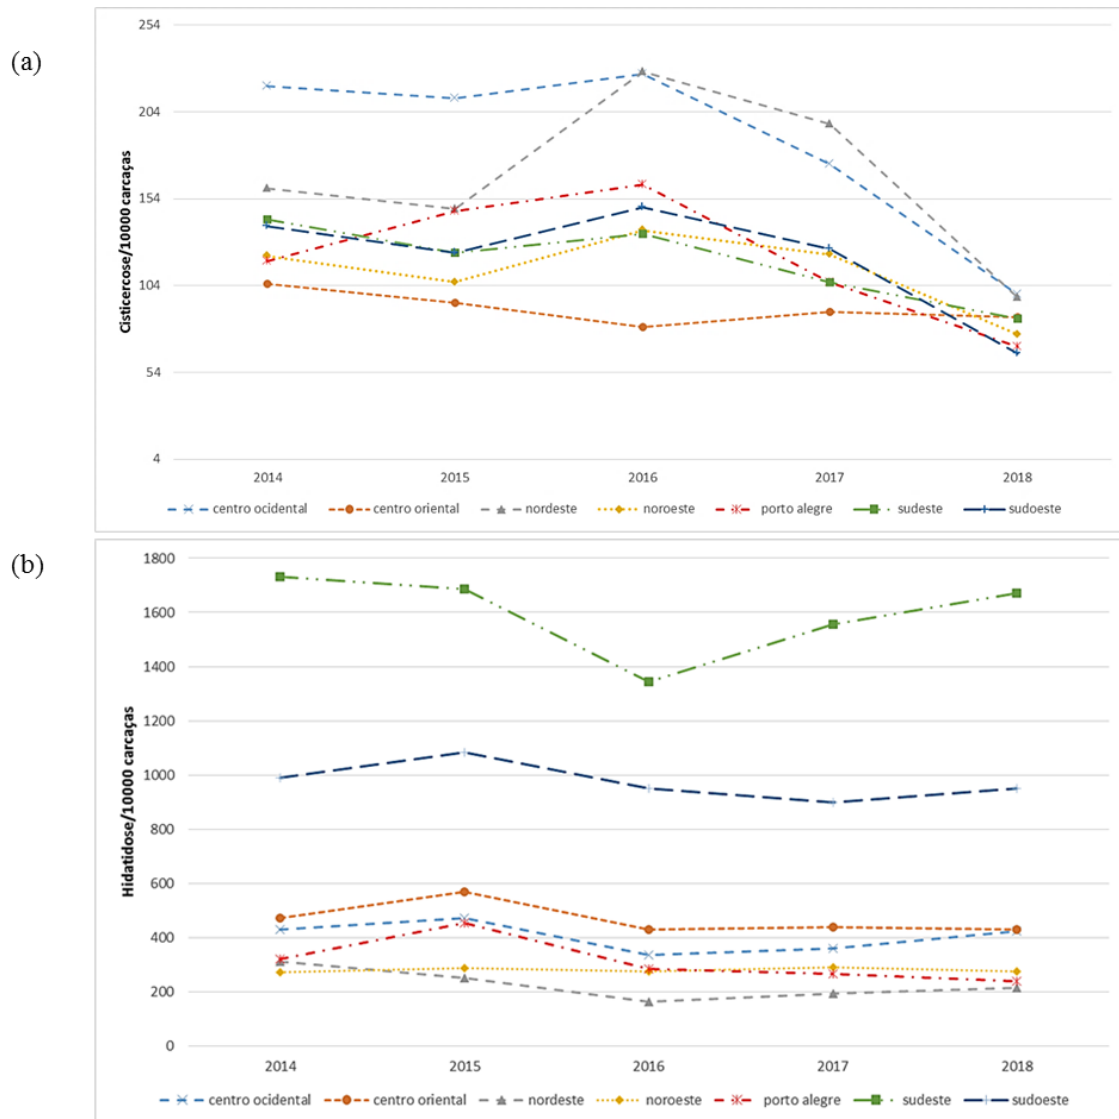 (a)
Cisticercose/10000 carcaças
254
204
154
104
54
4
2014 2015 2016 2017 2018
centro ocidental centro oriental nordeste noroeste porto alegre sudeste sudoeste
(b)
Hidatidose/10000 carcaças
1800
1600
1400
1200
1000
800
600
400
200
0
2014 2015 2016 2017 2018
centro ocidental centro oriental nordeste noroeste porto alegre sudeste sudoeste